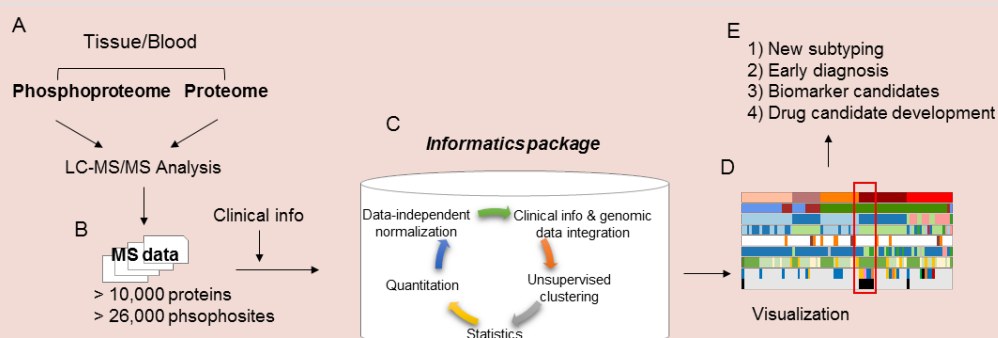 A
Tissue/Blood
Phosphoproteome Proteome
LC-MS/MS Analysis
B
MS data
> 10,000 proteins
> 26,000 phsophosites
Clinical info
C
Informatics package
Data-independent
normalization
Clinical info & genomic
data integration
Unsupervised
clustering
Statistics
Quantitation
D
Visualization
E
1) New subtyping
2) Early diagnosis
3) Biomarker candidates
4) Drug candidate development